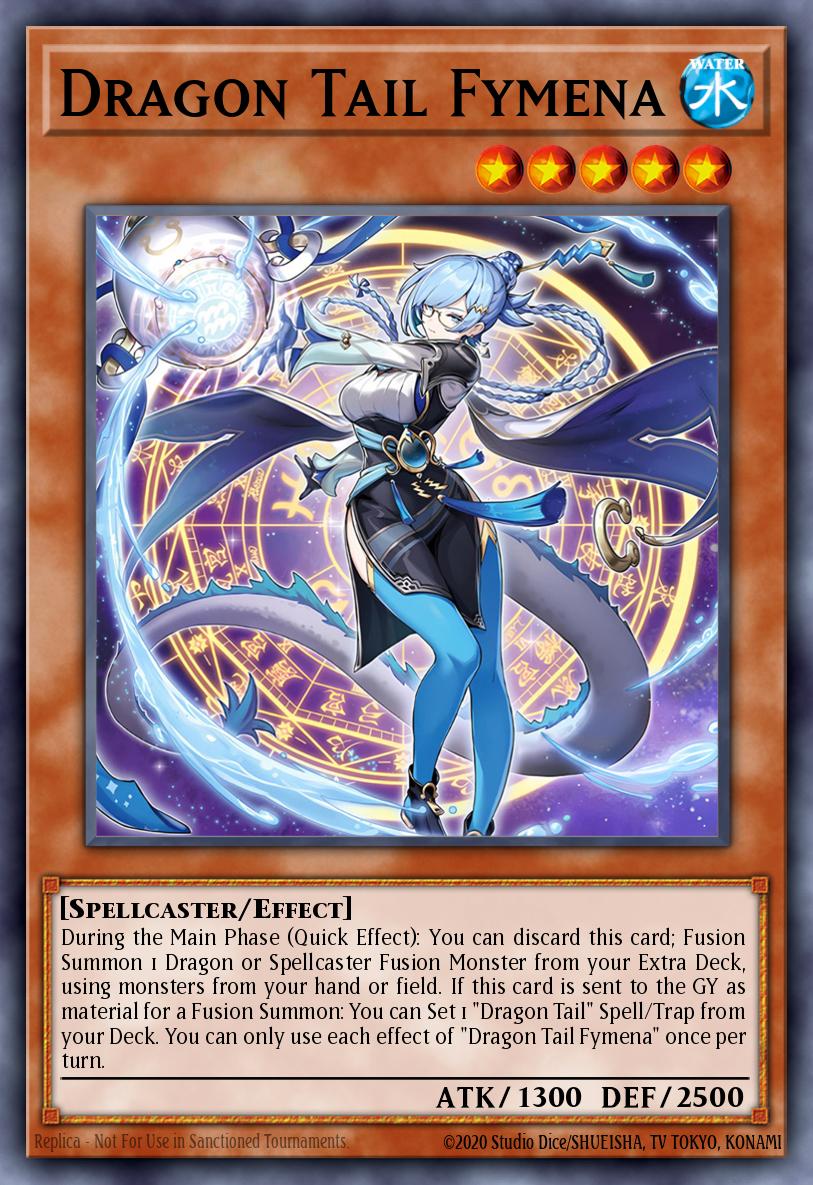 Dragon Tail Fymena
WATER
水
[Spellcaster/Effect]
During the Main Phase (Quick Effect): You can discard this card; Fusion
Summon 1 Dragon or Spellcaster Fusion Monster from your Extra Deck,
using monsters from your hand or field. If this card is sent to the GY as
material for a Fusion Summon: You can Set 1 "Dragon Tail" Spell/Trap from
your Deck. You can only use each effect of "Dragon Tail Fymena" once per
turn.
ATK/1300 DEF/2500
Replica - Not For Use in Sanctioned Tournaments.
©2020 Studio Dice/SHUEISHA, TV TOKYO, KONAMI